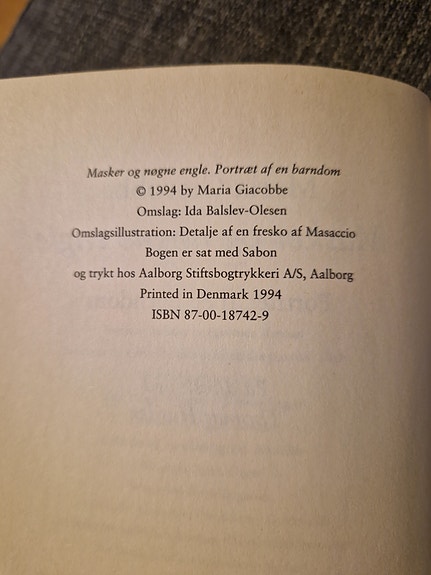 Masker og nøgne engle. Portræt af en barndom
© 1994 by Maria Giacobbe
Omslag: Ida Balslev-Olesen
Omslagsillustration: Detalje af en fresko af Masaccio
Bogen er sat med Sabon
og trykt hos Aalborg Stiftsbogtrykkeri A/S, Aalborg
Printed in Denmark 1994
ISBN 87-00-18742-9